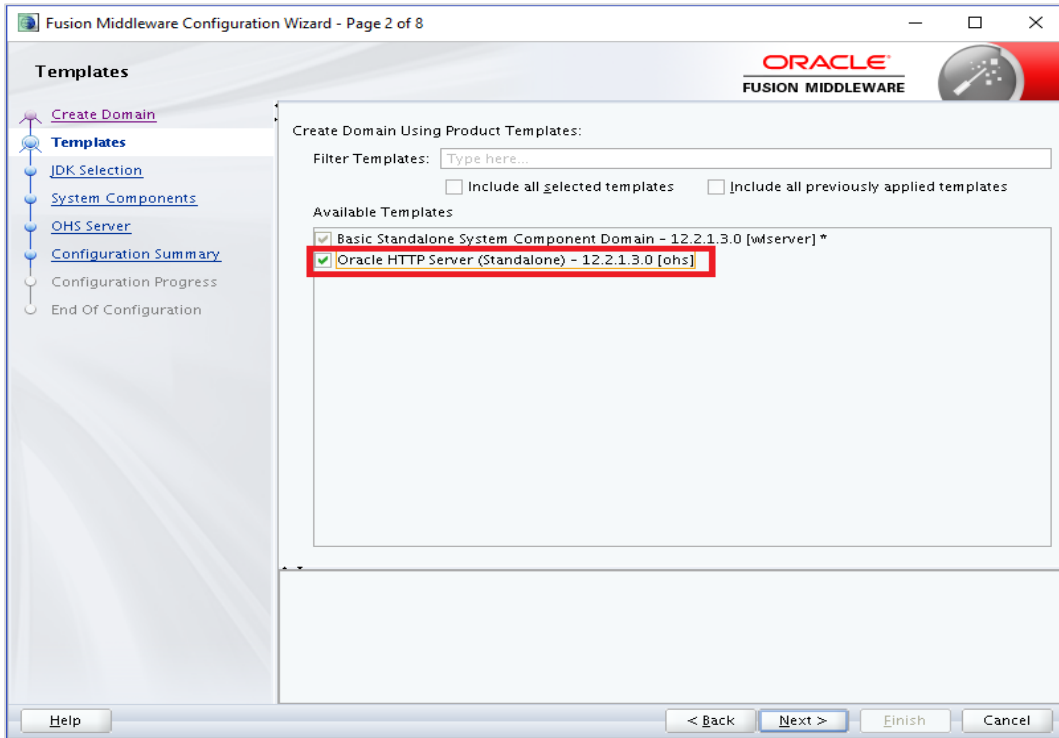 Fusion Middleware Configuration Wizard - Page 2 of 8
Templates
ORACLE
FUSION MIDDLEWARE
Create Domain
Templates
JDK Selection
System Components
OHS Server
Configuration Summary
Configuration Progress
End Of Configuration
Create Domain Using Product Templates:
Filter Templates: Type here...
Include all selected templates Include all previously applied templates
Available Templates
Basic Standalone System Component Domain - 12.2.1.3.0 [wlserver] *
Oracle HTTP Server (Standalone) - 12.2.1.3.0 [ohs]
Help < Back Next > Finish Cancel